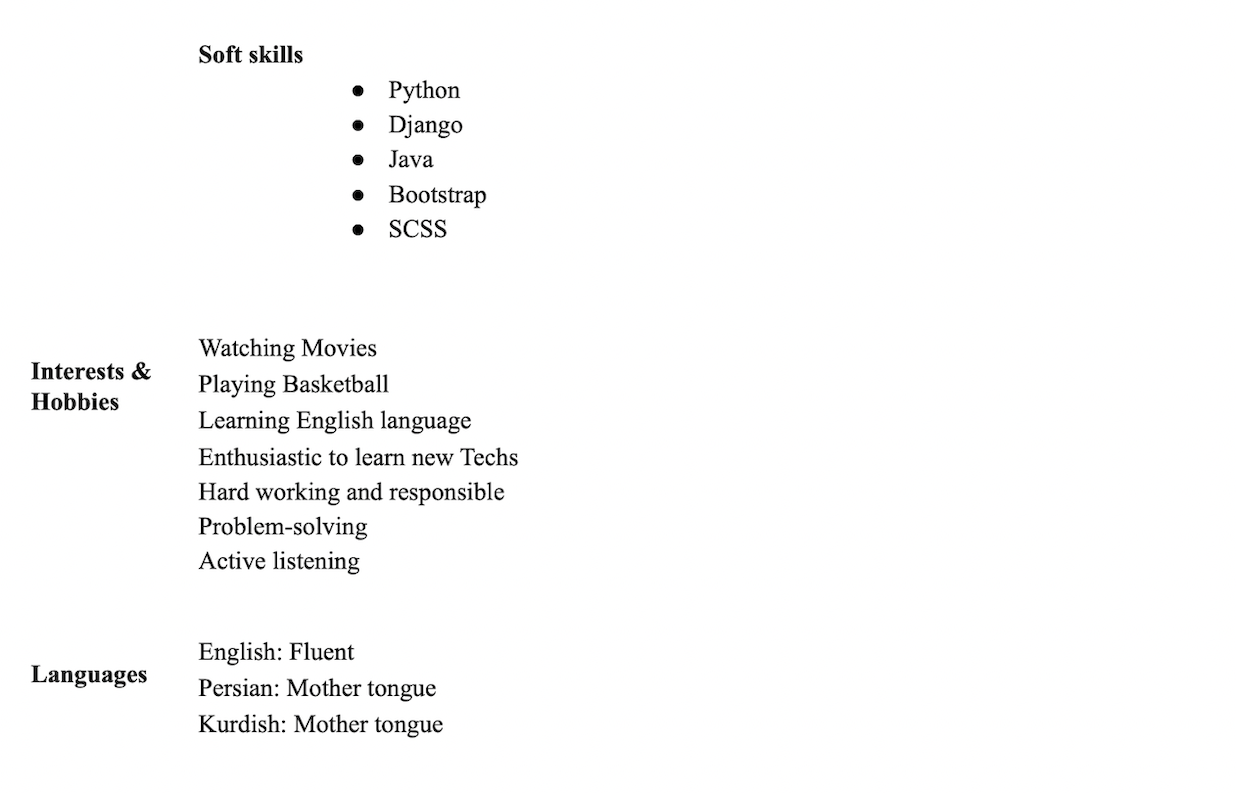 Soft skills
● Python
● Django
● Java
● Bootstrap
● SCSS
Interests &
Hobbies
Watching Movies
Playing Basketball
Learning English language
Enthusiastic to learn new Techs
Hard working and responsible
Problem-solving
Active listening
Languages
English: Fluent
Persian: Mother tongue
Kurdish: Mother tongue